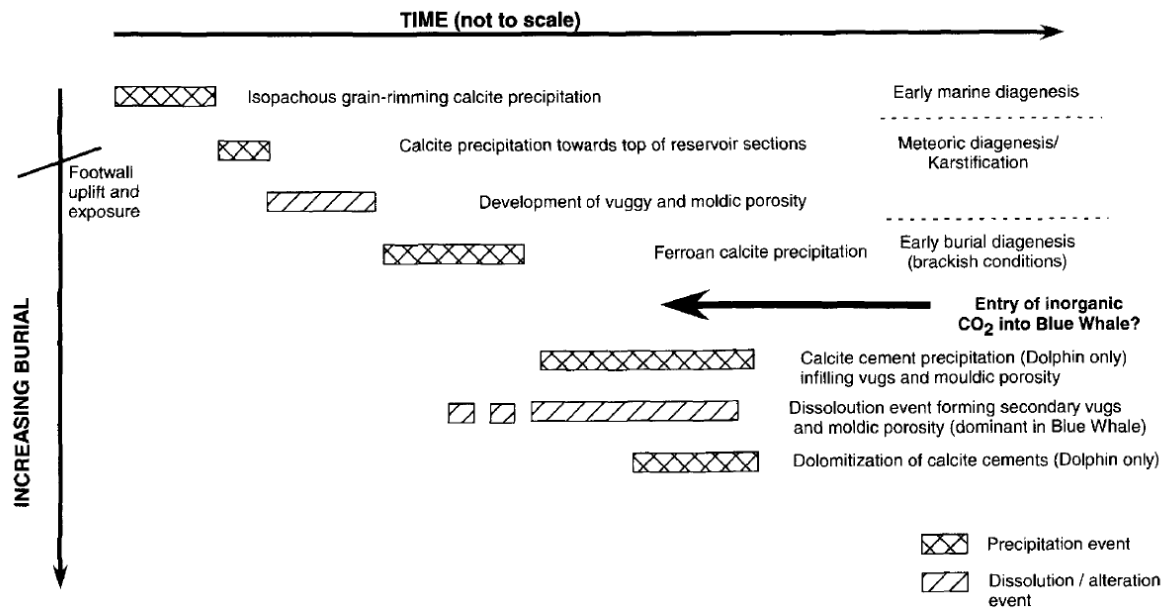 TIME (not to scale)
Isopachous grain-rimming calcite precipitation
Early marine diagenesis
Calcite precipitation towards top of reservoir sections
Meteoric diagenesis/
Karstification
Footwall
uplift and
exposure
Development of vuggy and moldic porosity
Ferroan calcite precipitation
Early burial diagenesis
(brackish conditions)
INCREASING BURIAL
Entry of inorganic
CO2 into Blue Whale?
Calcite cement precipitation (Dolphin only)
infilling vugs and mouldic porosity
Dissoloution event forming secondary vugs
and moldic porosity (dominant in Blue Whale)
Dolomitization of calcite cements (Dolphin only)
Precipitation event
Dissolution / alteration
event